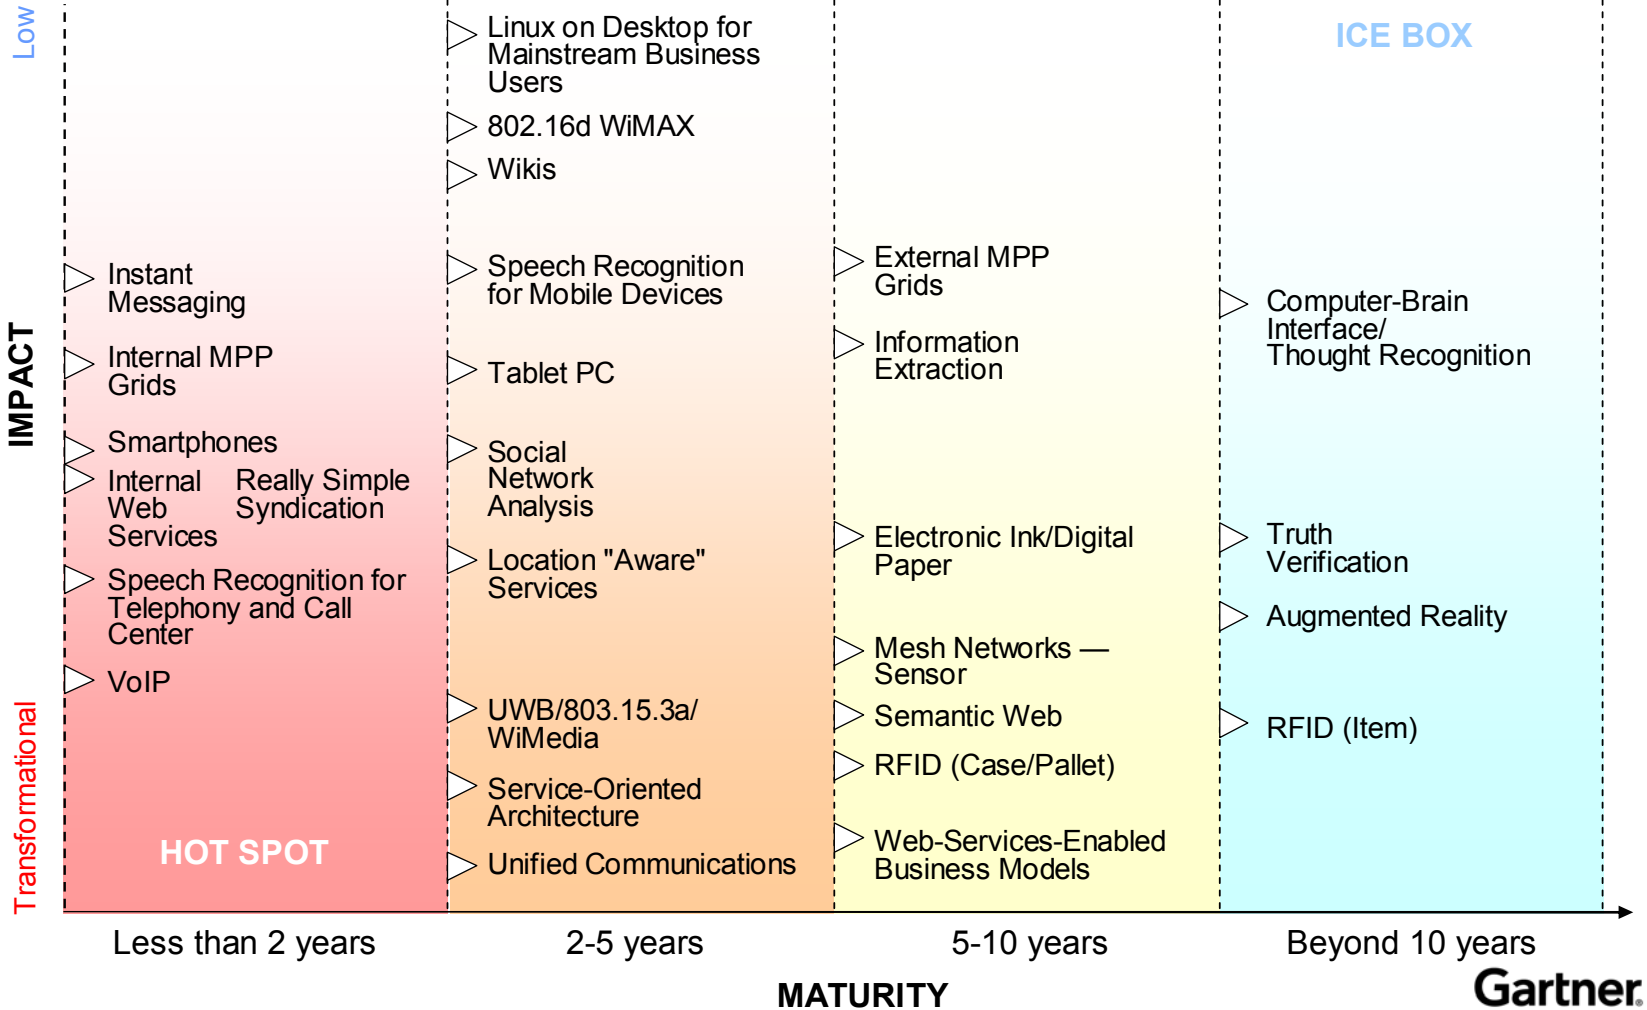 Low
IMPACT
Transformational
Instant
Messaging
Internal MPP
Grids
Smartphones
Internal
Web
Services
Really Simple
Syndication
Speech Recognition for
Telephony and Call
Center
VoIP
HOT SPOT
Less than 2 years
Linux on Desktop for
Mainstream Business
Users
802.16d WiMAX
Wikis
Speech Recognition
for Mobile Devices
Tablet PC
Social
Network
Analysis
Location "Aware"
Services
UWB/803.15.3a/
WiMedia
Service-Oriented
Architecture
Unified Communications
2-5 years
External MPP
Grids
Information
Extraction
Electronic Ink/Digital
Paper
Mesh Networks —
Sensor
Semantic Web
RFID (Case/Pallet)
Web-Services-Enabled
Business Models
5-10 years
ICE BOX
Computer-Brain
Interface/
Thought Recognition
Truth
Verification
Augmented Reality
RFID (Item)
Beyond 10 years
MATURITY
Gartner®